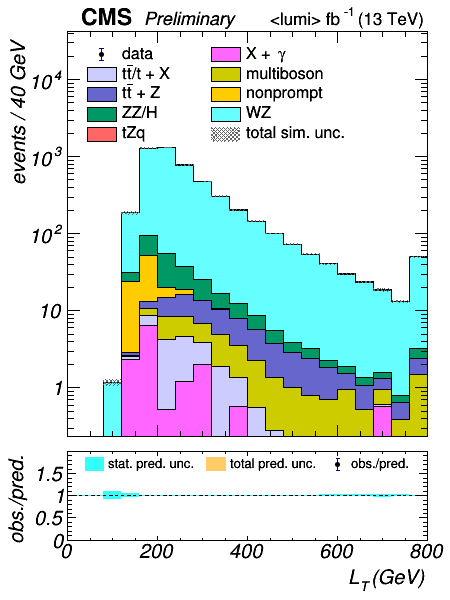 CMS Preliminary <lumi> fb⁻¹ (13 TeV)
events / 40 GeV
10⁴
10³
10²
10
1
data
tt̄/t + X
tt̄ + Z
ZZ/H
tZq
X + γ
multiboson
nonprompt
WZ
total sim. unc.
obs./pred.
1.5
1
0.5
0
stat. pred. unc. total pred. unc. obs./pred.
0 200 400 600 800
L_T(GeV)